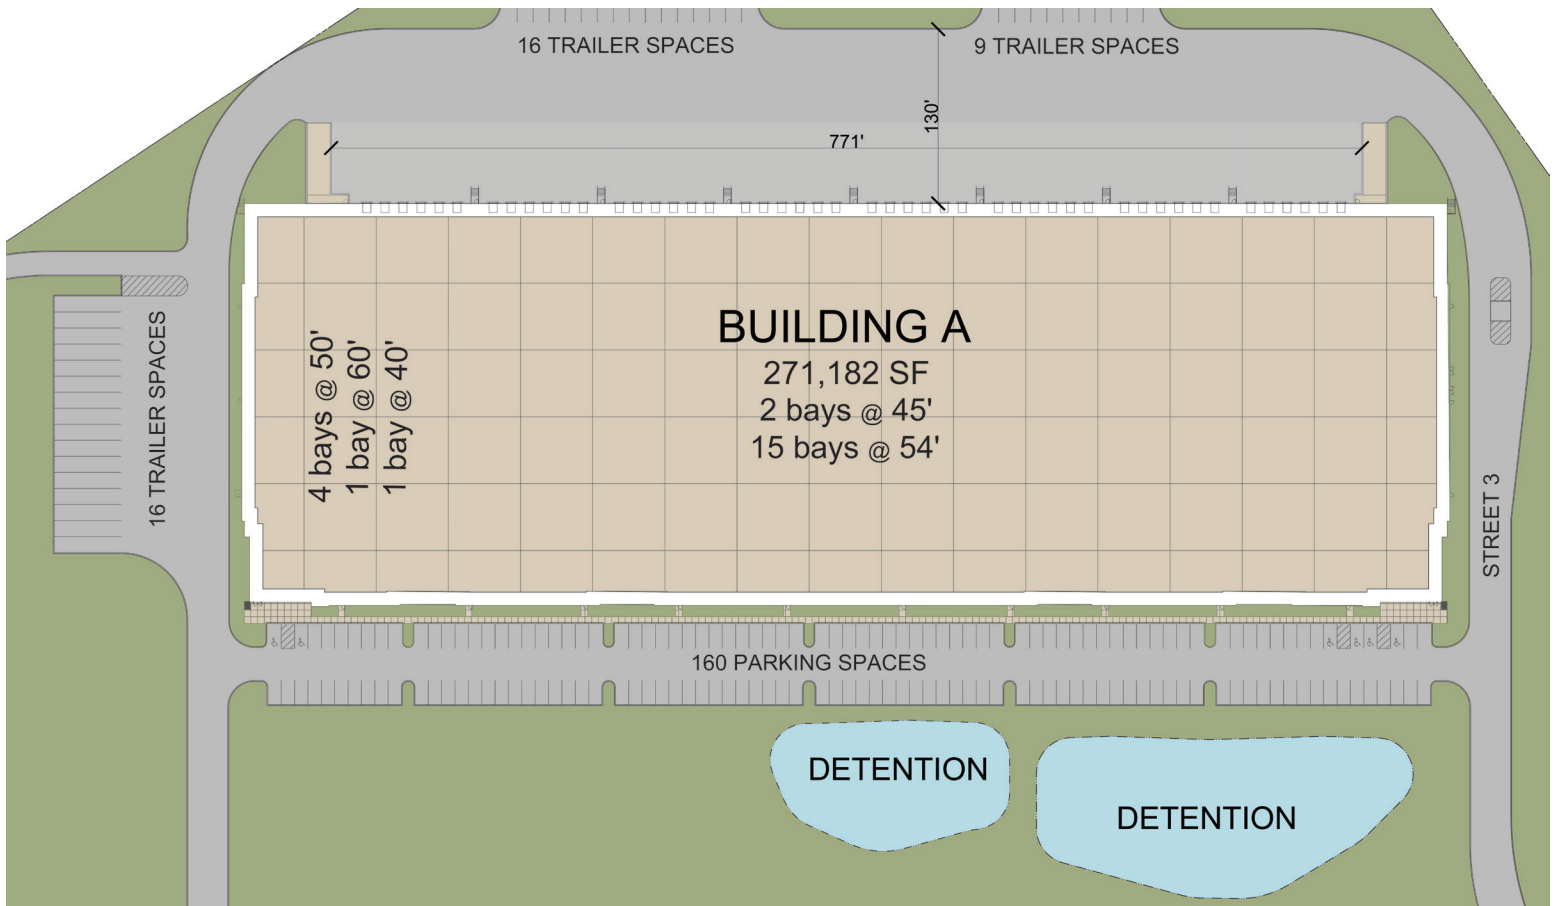 16 TRAILER SPACES
9 TRAILER SPACES
130'
771'
16 TRAILER SPACES
4 bays @ 50'
1 bay @ 60'
1 bay @ 40'
BUILDING A
271,182 SF
2 bays @ 45'
15 bays @ 54'
STREET 3
160 PARKING SPACES
DETENTION
DETENTION